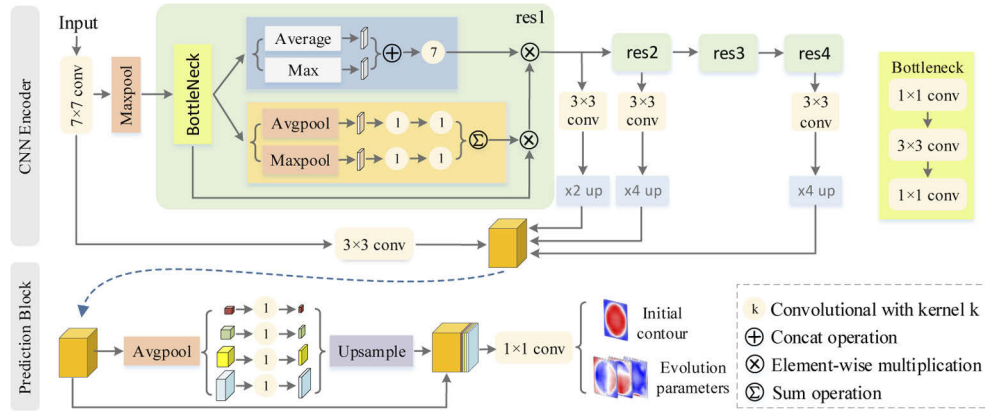 CNN Encoder
Input
7×7 conv
Maxpool
BottleNeck
res1
Average
Max
7
Avgpool
1
1
Maxpool
1
1
res2
res3
res4
3×3
conv
3×3
conv
3×3
conv
x2 up
x4 up
x4 up
3×3 conv
Bottleneck
1×1 conv
3×3 conv
1×1 conv
Prediction Block
Avgpool
1
1
1
1
Upsample
1×1 conv
Initial
contour
Evolution
parameters
k Convolutional with kernel k
Concat operation
Element-wise multiplication
Σ Sum operation